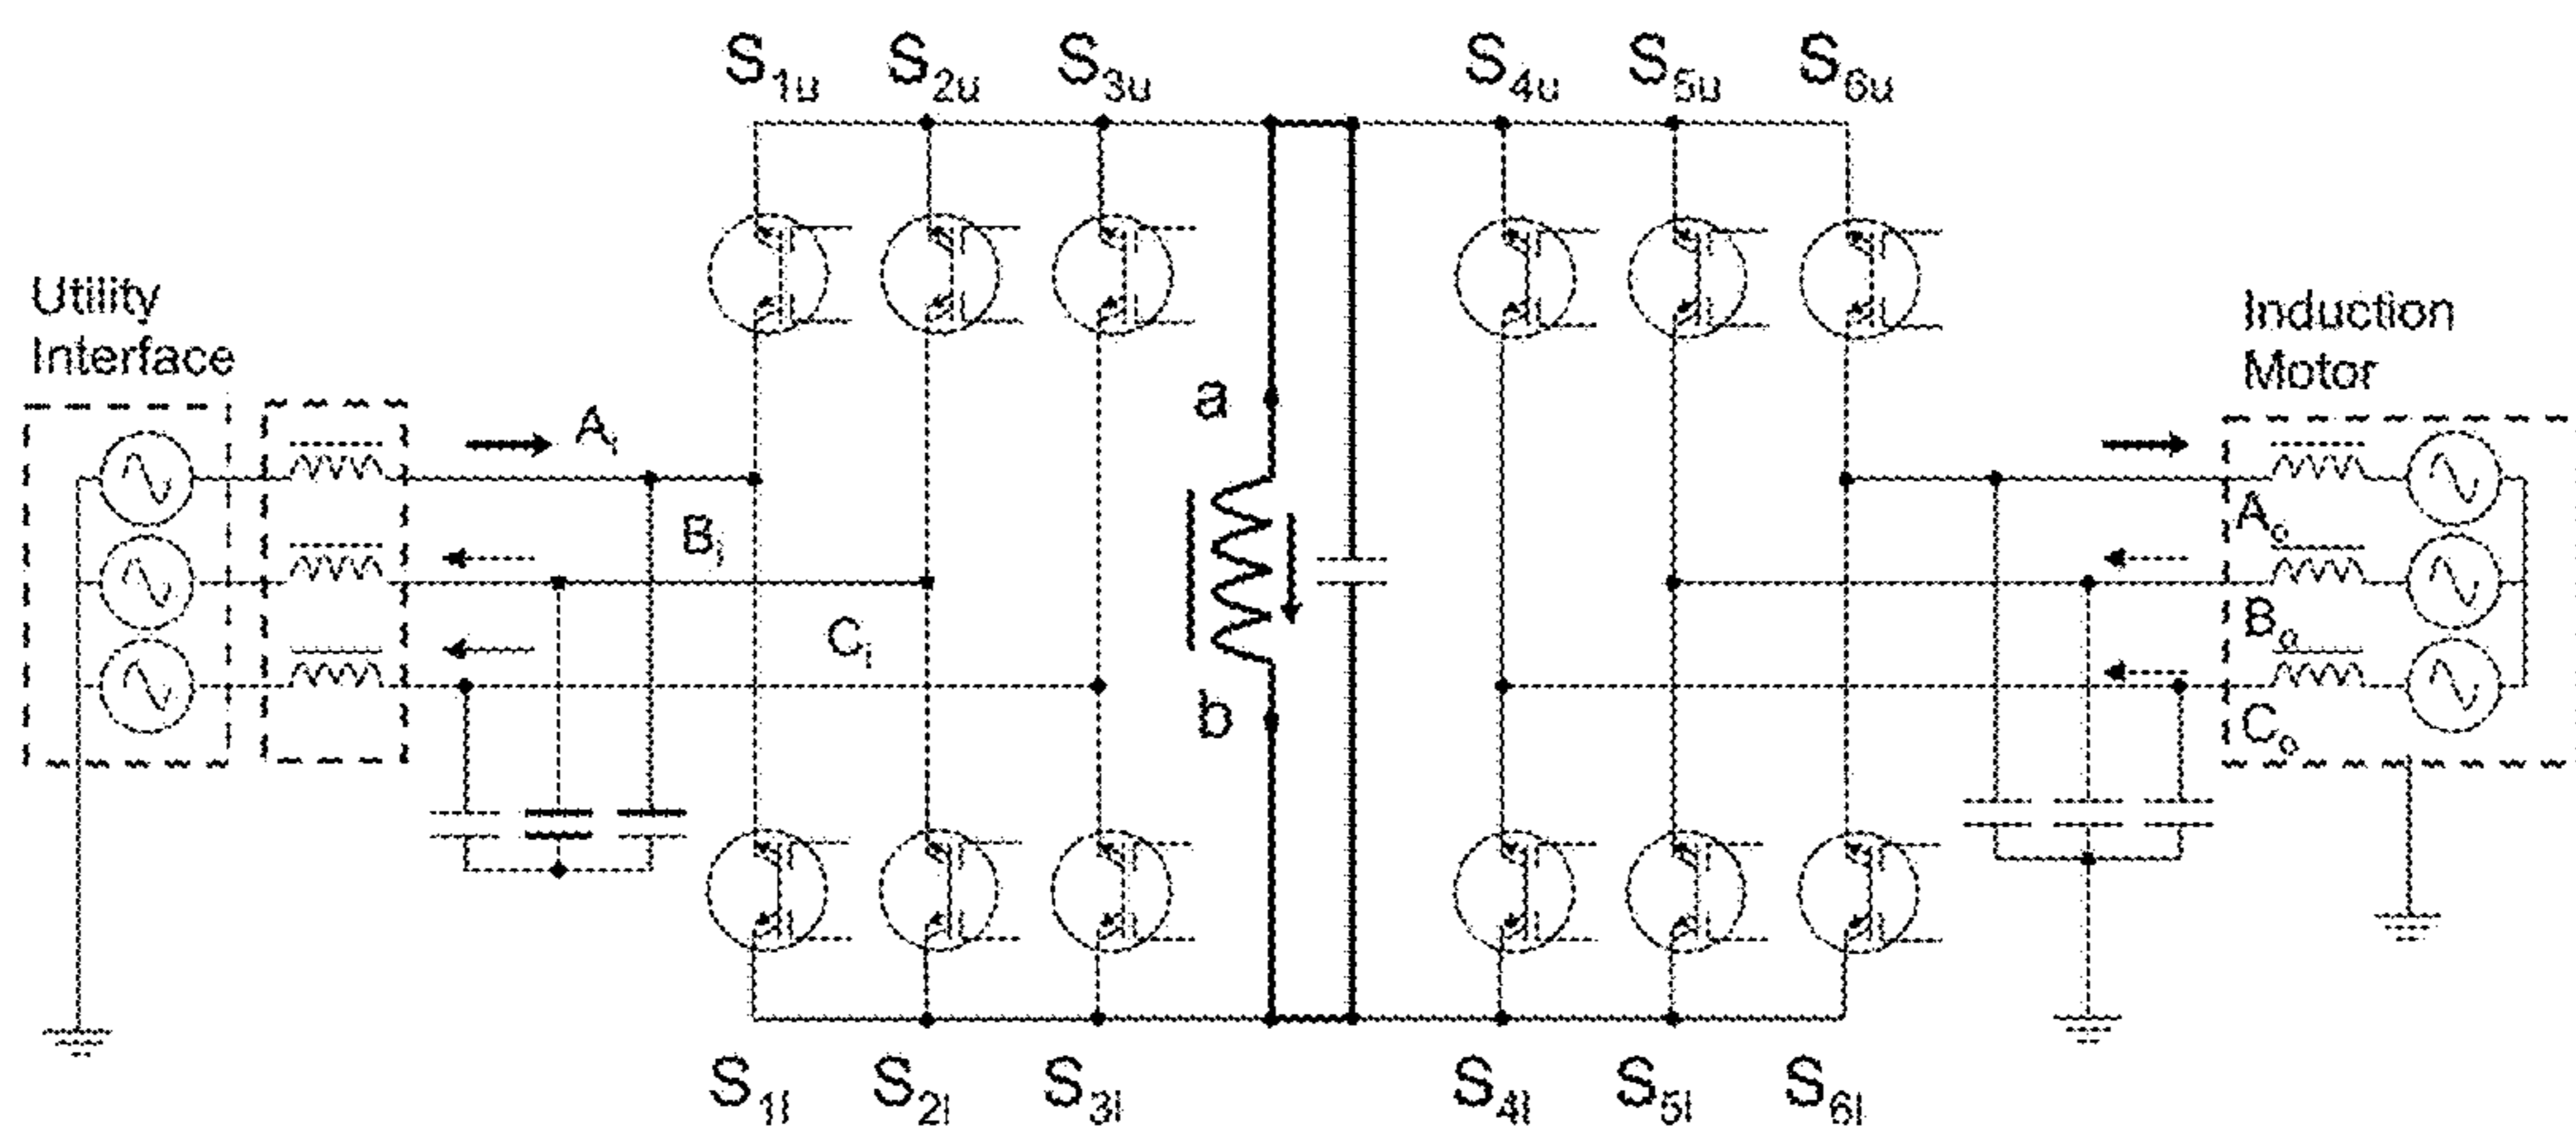 S1u S2u S3u S4u S5u S6u
Utility
Interface
Induction
Motor
Ai
Bi
Ci
a
b
Ao
Bo
Co
S1l S2l S3l S4l S5l S6l